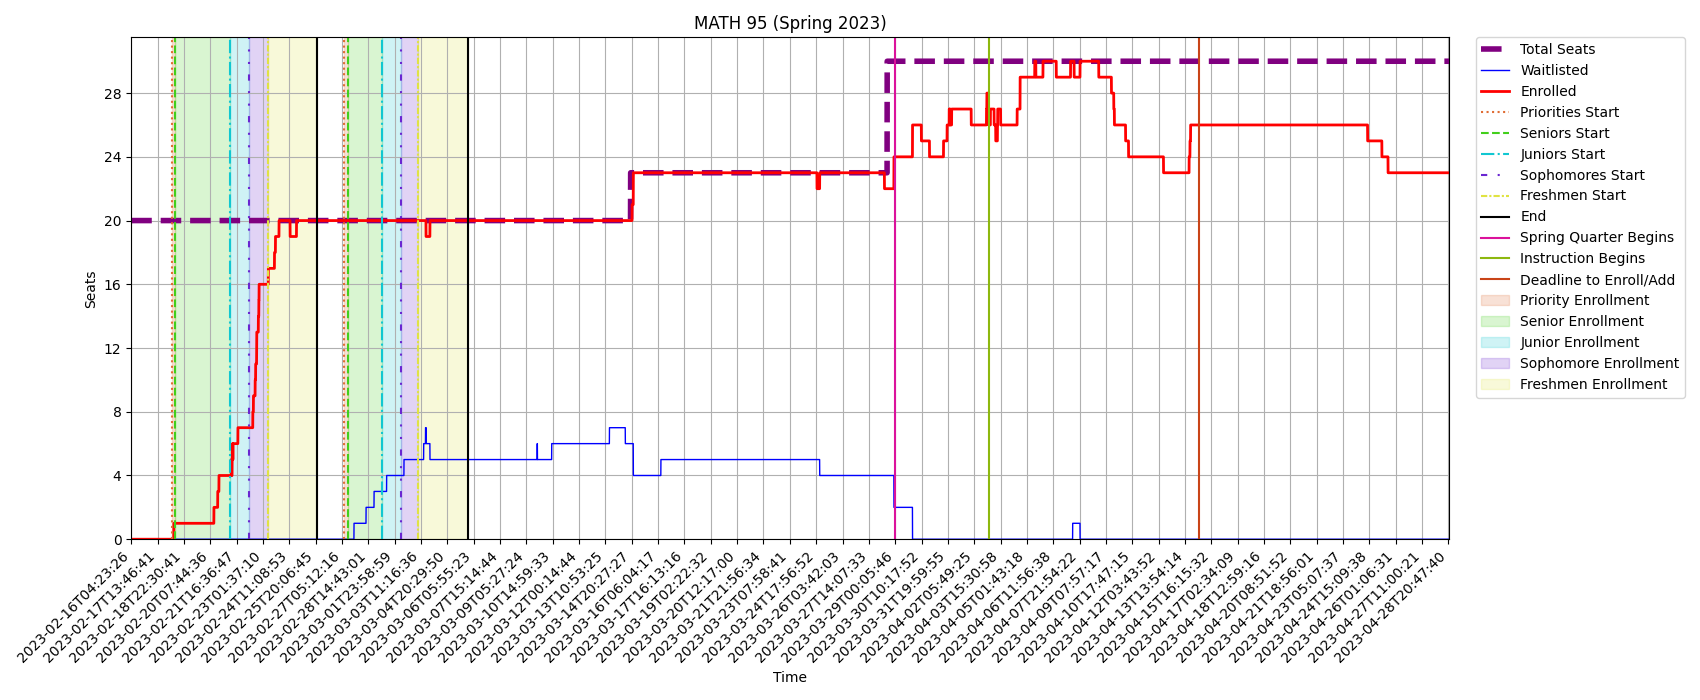 MATH 95 (Spring 2023)
Total Seats
Waitlisted
Enrolled
Priorities Start
Seniors Start
Juniors Start
Sophomores Start
Freshmen Start
End
Spring Quarter Begins
Instruction Begins
Deadline to Enroll/Add
Priority Enrollment
Senior Enrollment
Junior Enrollment
Sophomore Enrollment
Freshmen Enrollment
Seats
28
24
20
16
12
8
4
0
2023-02-16T04:23:26
2023-02-17T13:46:41
2023-02-18T22:30:41
2023-02-20T07:44:36
2023-02-21T16:36:47
2023-02-23T01:37:10
2023-02-24T11:08:53
2023-02-25T20:06:45
2023-02-27T05:12:16
2023-02-28T14:43:01
2023-03-01T23:58:59
2023-03-03T11:16:36
2023-03-04T20:29:50
2023-03-06T05:55:23
2023-03-07T15:14:44
2023-03-09T05:27:24
2023-03-10T14:59:33
2023-03-12T00:14:44
2023-03-13T10:53:25
2023-03-14T20:27:27
2023-03-16T06:04:17
2023-03-17T16:13:16
2023-03-19T02:22:32
2023-03-20T12:17:00
2023-03-21T21:56:34
2023-03-23T07:58:41
2023-03-24T17:56:52
2023-03-26T03:42:03
2023-03-27T14:07:33
2023-03-29T00:05:46
2023-03-30T10:17:52
2023-03-31T19:59:55
2023-04-02T05:49:25
2023-04-03T15:30:58
2023-04-05T01:43:18
2023-04-06T11:56:38
2023-04-07T21:54:22
2023-04-09T07:57:17
2023-04-10T17:47:15
2023-04-12T03:43:52
2023-04-13T13:54:14
2023-04-15T16:15:32
2023-04-17T02:34:09
2023-04-18T12:59:16
2023-04-20T08:51:52
2023-04-21T18:56:01
2023-04-23T05:07:37
2023-04-24T15:09:38
2023-04-26T01:06:31
2023-04-27T11:00:21
2023-04-28T20:47:40
Time